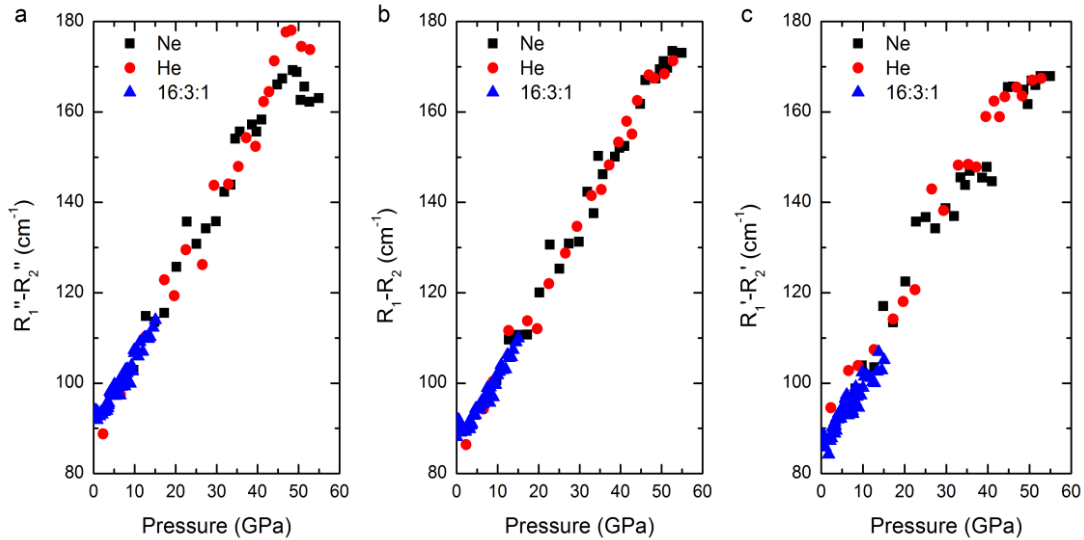 a
180
160
140
120
100
80
R₁''-R₂'' (cm⁻¹)
Ne
He
16:3:1
0 10 20 30 40 50 60
Pressure (GPa)
b
180
160
140
120
100
80
R₁-R₂ (cm⁻¹)
Ne
He
16:3:1
0 10 20 30 40 50 60
Pressure (GPa)
c
180
160
140
120
100
80
R₁'-R₂' (cm⁻¹)
Ne
He
16:3:1
0 10 20 30 40 50 60
Pressure (GPa)